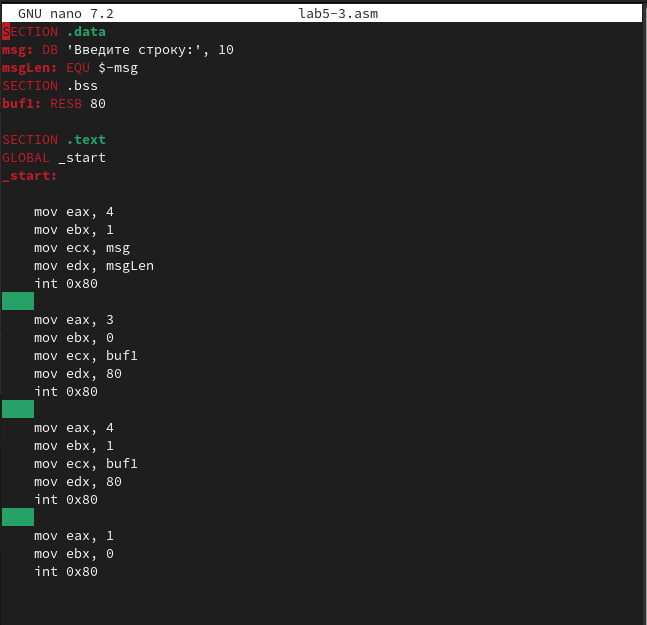 GNU nano 7.2 lab5-3.asm
SECTION .data
msg: DB 'Введите строку:', 10
msgLen: EQU $-msg
SECTION .bss
buf1: RESB 80
SECTION .text
GLOBAL _start
_start:
mov eax, 4
mov ebx, 1
mov ecx, msg
mov edx, msgLen
int 0x80
mov eax, 3
mov ebx, 0
mov ecx, buf1
mov edx, 80
int 0x80
mov eax, 4
mov ebx, 1
mov ecx, buf1
mov edx, 80
int 0x80
mov eax, 1
mov ebx, 0
int 0x80